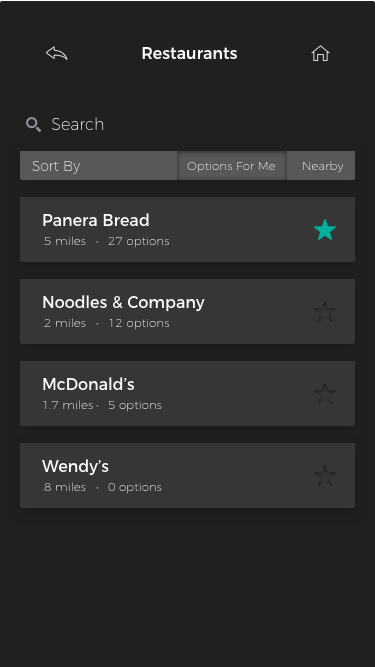 Restaurants
Search
Sort By Options For Me Nearby
Panera Bread
.5 miles · 27 options
Noodles & Company
.2 miles · 12 options
McDonald's
1.7 miles · 5 options
Wendy's
.8 miles · 0 options